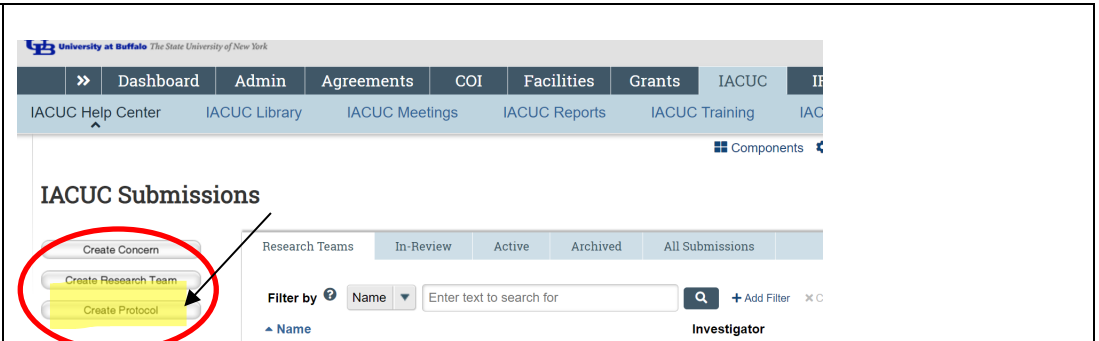 UB University at Buffalo The State University of New York
» Dashboard Admin Agreements COI Facilities Grants IACUC
IACUC Help Center IACUC Library IACUC Meetings IACUC Reports IACUC Training
Components
IACUC Submissions
Create Concern
Create Research Team
Create Protocol
Research Teams In-Review Active Archived All Submissions
Filter by ? Name Enter text to search for + Add Filter
Name Investigator